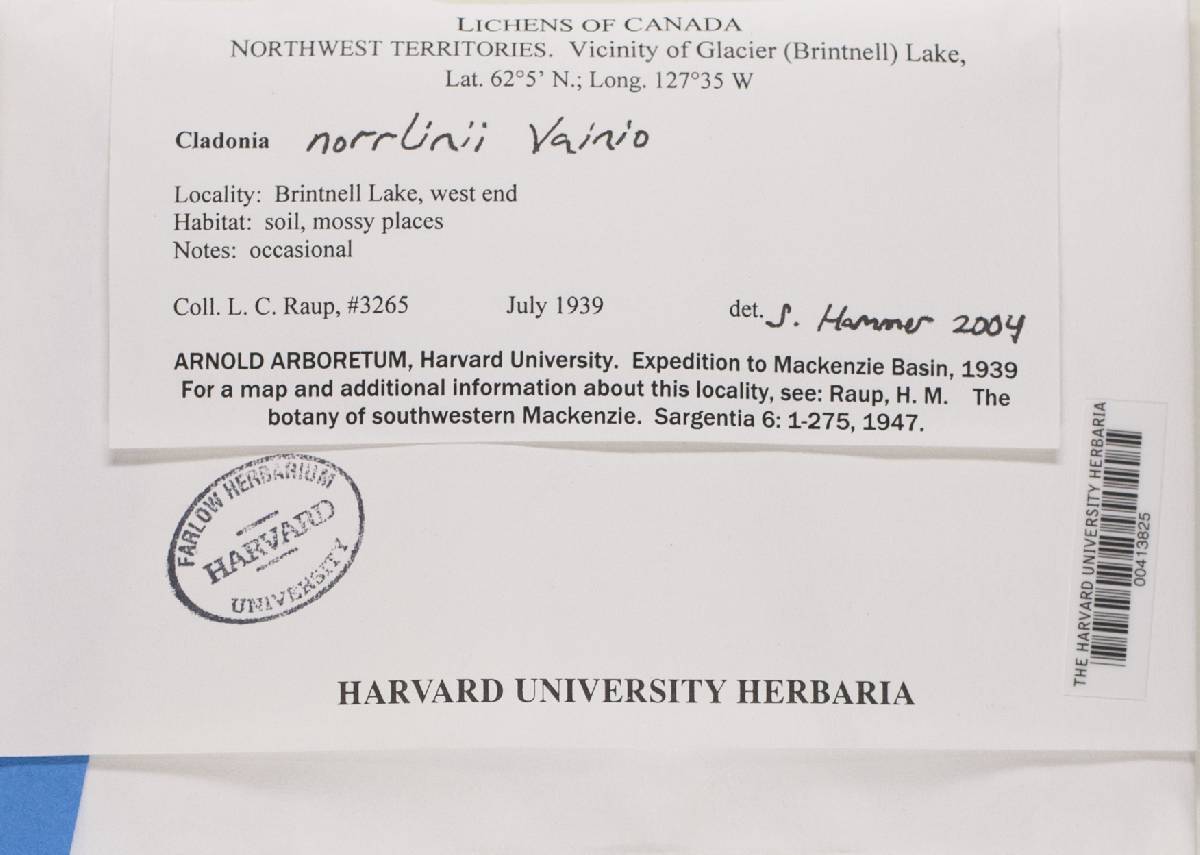 LICHENS OF CANADA
NORTHWEST TERRITORIES. Vicinity of Glacier (Brintnell) Lake,
Lat. 62°5’ N.; Long. 127°35 W
Cladonia norrlinii Vainio
Locality: Brintnell Lake, west end
Habitat: soil, mossy places
Notes: occasional
Coll. L. C. Raup, #3265 July 1939 det. S. Hammer 2004
ARNOLD ARBORETUM, Harvard University. Expedition to Mackenzie Basin, 1939
For a map and additional information about this locality, see: Raup, H. M. The
botany of southwestern Mackenzie. Sargentia 6: 1-275, 1947.
FARLOW HERBARIUM
HARVARD
UNIVERSITY
THE HARVARD UNIVERSITY HERBARIA
00413825
HARVARD UNIVERSITY HERBARIA